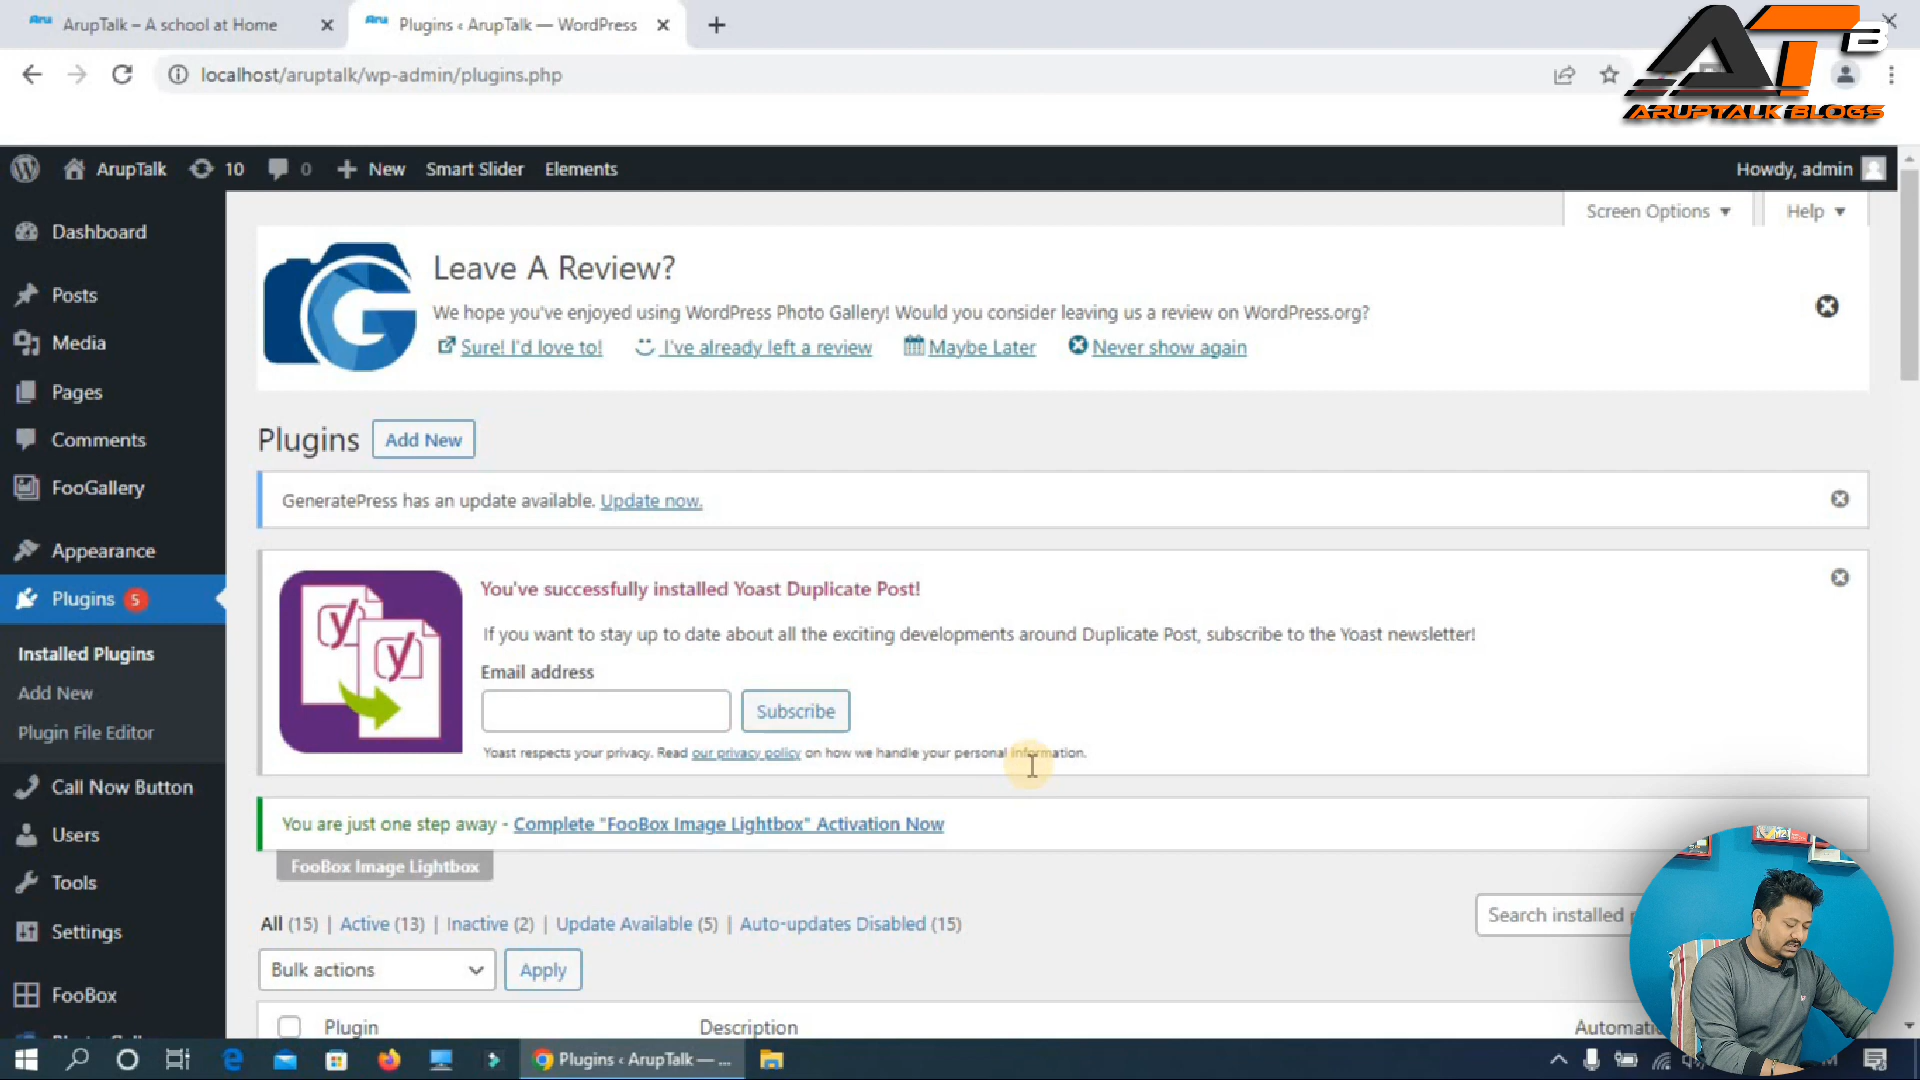 ArupTalk – A school at Home
Plugins ‹ ArupTalk — WordPress
localhost/aruptalk/wp-admin/plugins.php
ATB
ARUPTALK BLOGS
ArupTalk
10
0
New
Smart Slider
Elements
Howdy, admin
Screen Options
Help
Dashboard
Posts
Media
Pages
Comments
FooGallery
Appearance
Plugins 5
Installed Plugins
Add New
Plugin File Editor
Call Now Button
Users
Tools
Settings
FooBox
Leave A Review?
We hope you've enjoyed using WordPress Photo Gallery! Would you consider leaving us a review on WordPress.org?
Sure! I'd love to! I've already left a review Maybe Later Never show again
Plugins Add New
GeneratePress has an update available. Update now.
You've successfully installed Yoast Duplicate Post!
If you want to stay up to date about all the exciting developments around Duplicate Post, subscribe to the Yoast newsletter!
Email address
Subscribe
Yoast respects your privacy. Read our privacy policy on how we handle your personal information.
You are just one step away - Complete "FooBox Image Lightbox" Activation Now
FooBox Image Lightbox
All (15) | Active (13) | Inactive (2) | Update Available (5) | Auto-updates Disabled (15)
Search installed
Bulk actions
Apply
Plugin
Description
Plugins ‹ ArupTalk — ...